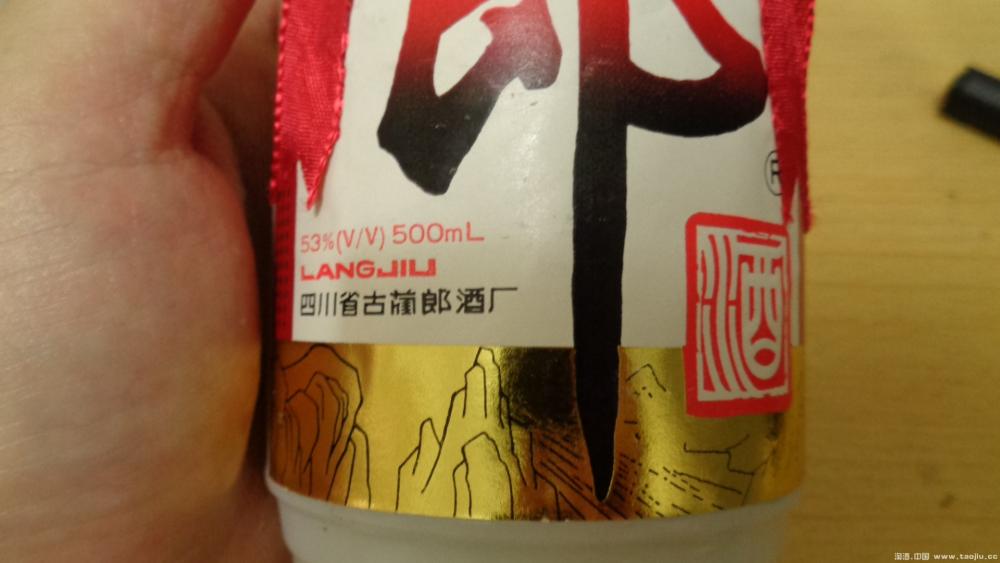 郎
®
53%(V/V) 500mL
LANGJIU
四川省古蔺郎酒厂
酒
淘酒.中国 www.taojiu.cc